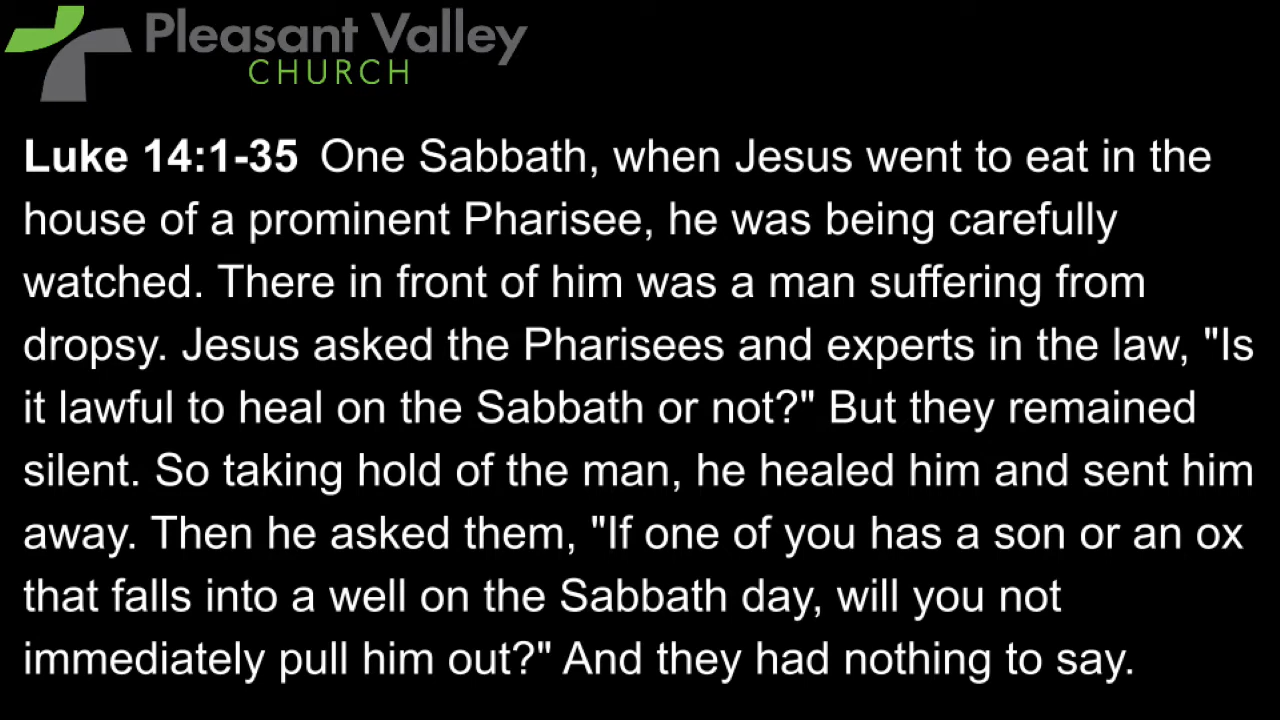 Pleasant Valley
CHURCH
Luke 14:1-35 One Sabbath, when Jesus went to eat in the
house of a prominent Pharisee, he was being carefully
watched. There in front of him was a man suffering from
dropsy. Jesus asked the Pharisees and experts in the law, "Is
it lawful to heal on the Sabbath or not?" But they remained
silent. So taking hold of the man, he healed him and sent him
away. Then he asked them, "If one of you has a son or an ox
that falls into a well on the Sabbath day, will you not
immediately pull him out?" And they had nothing to say.